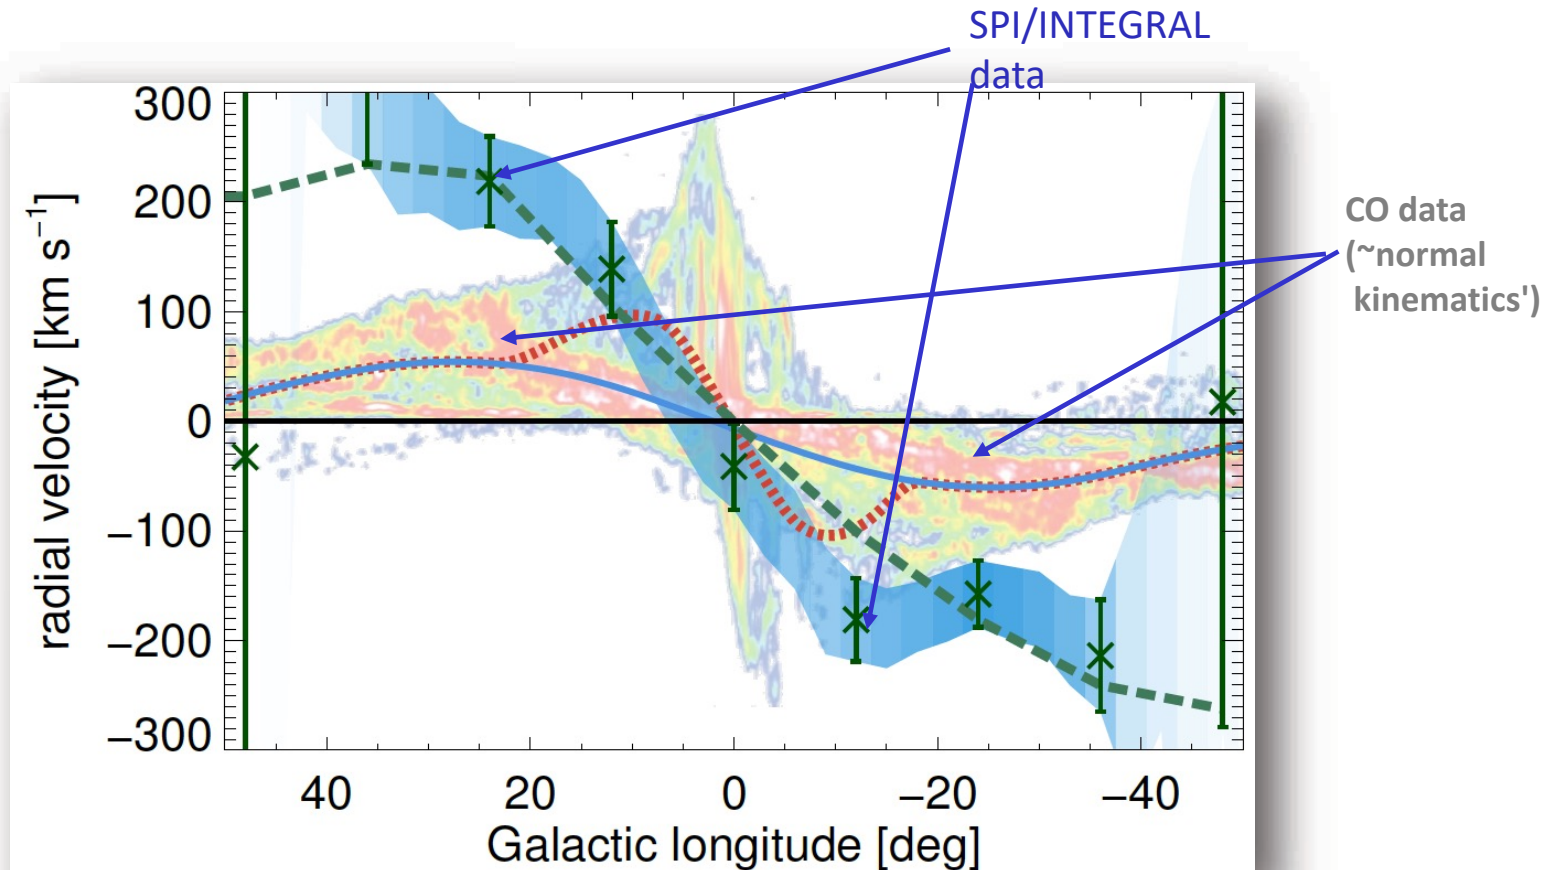 SPI/INTEGRAL
data
CO data
(~normal
kinematics')
radial velocity [km s⁻¹]
300
200
100
0
−100
−200
−300
40
20
0
−20
−40
Galactic longitude [deg]